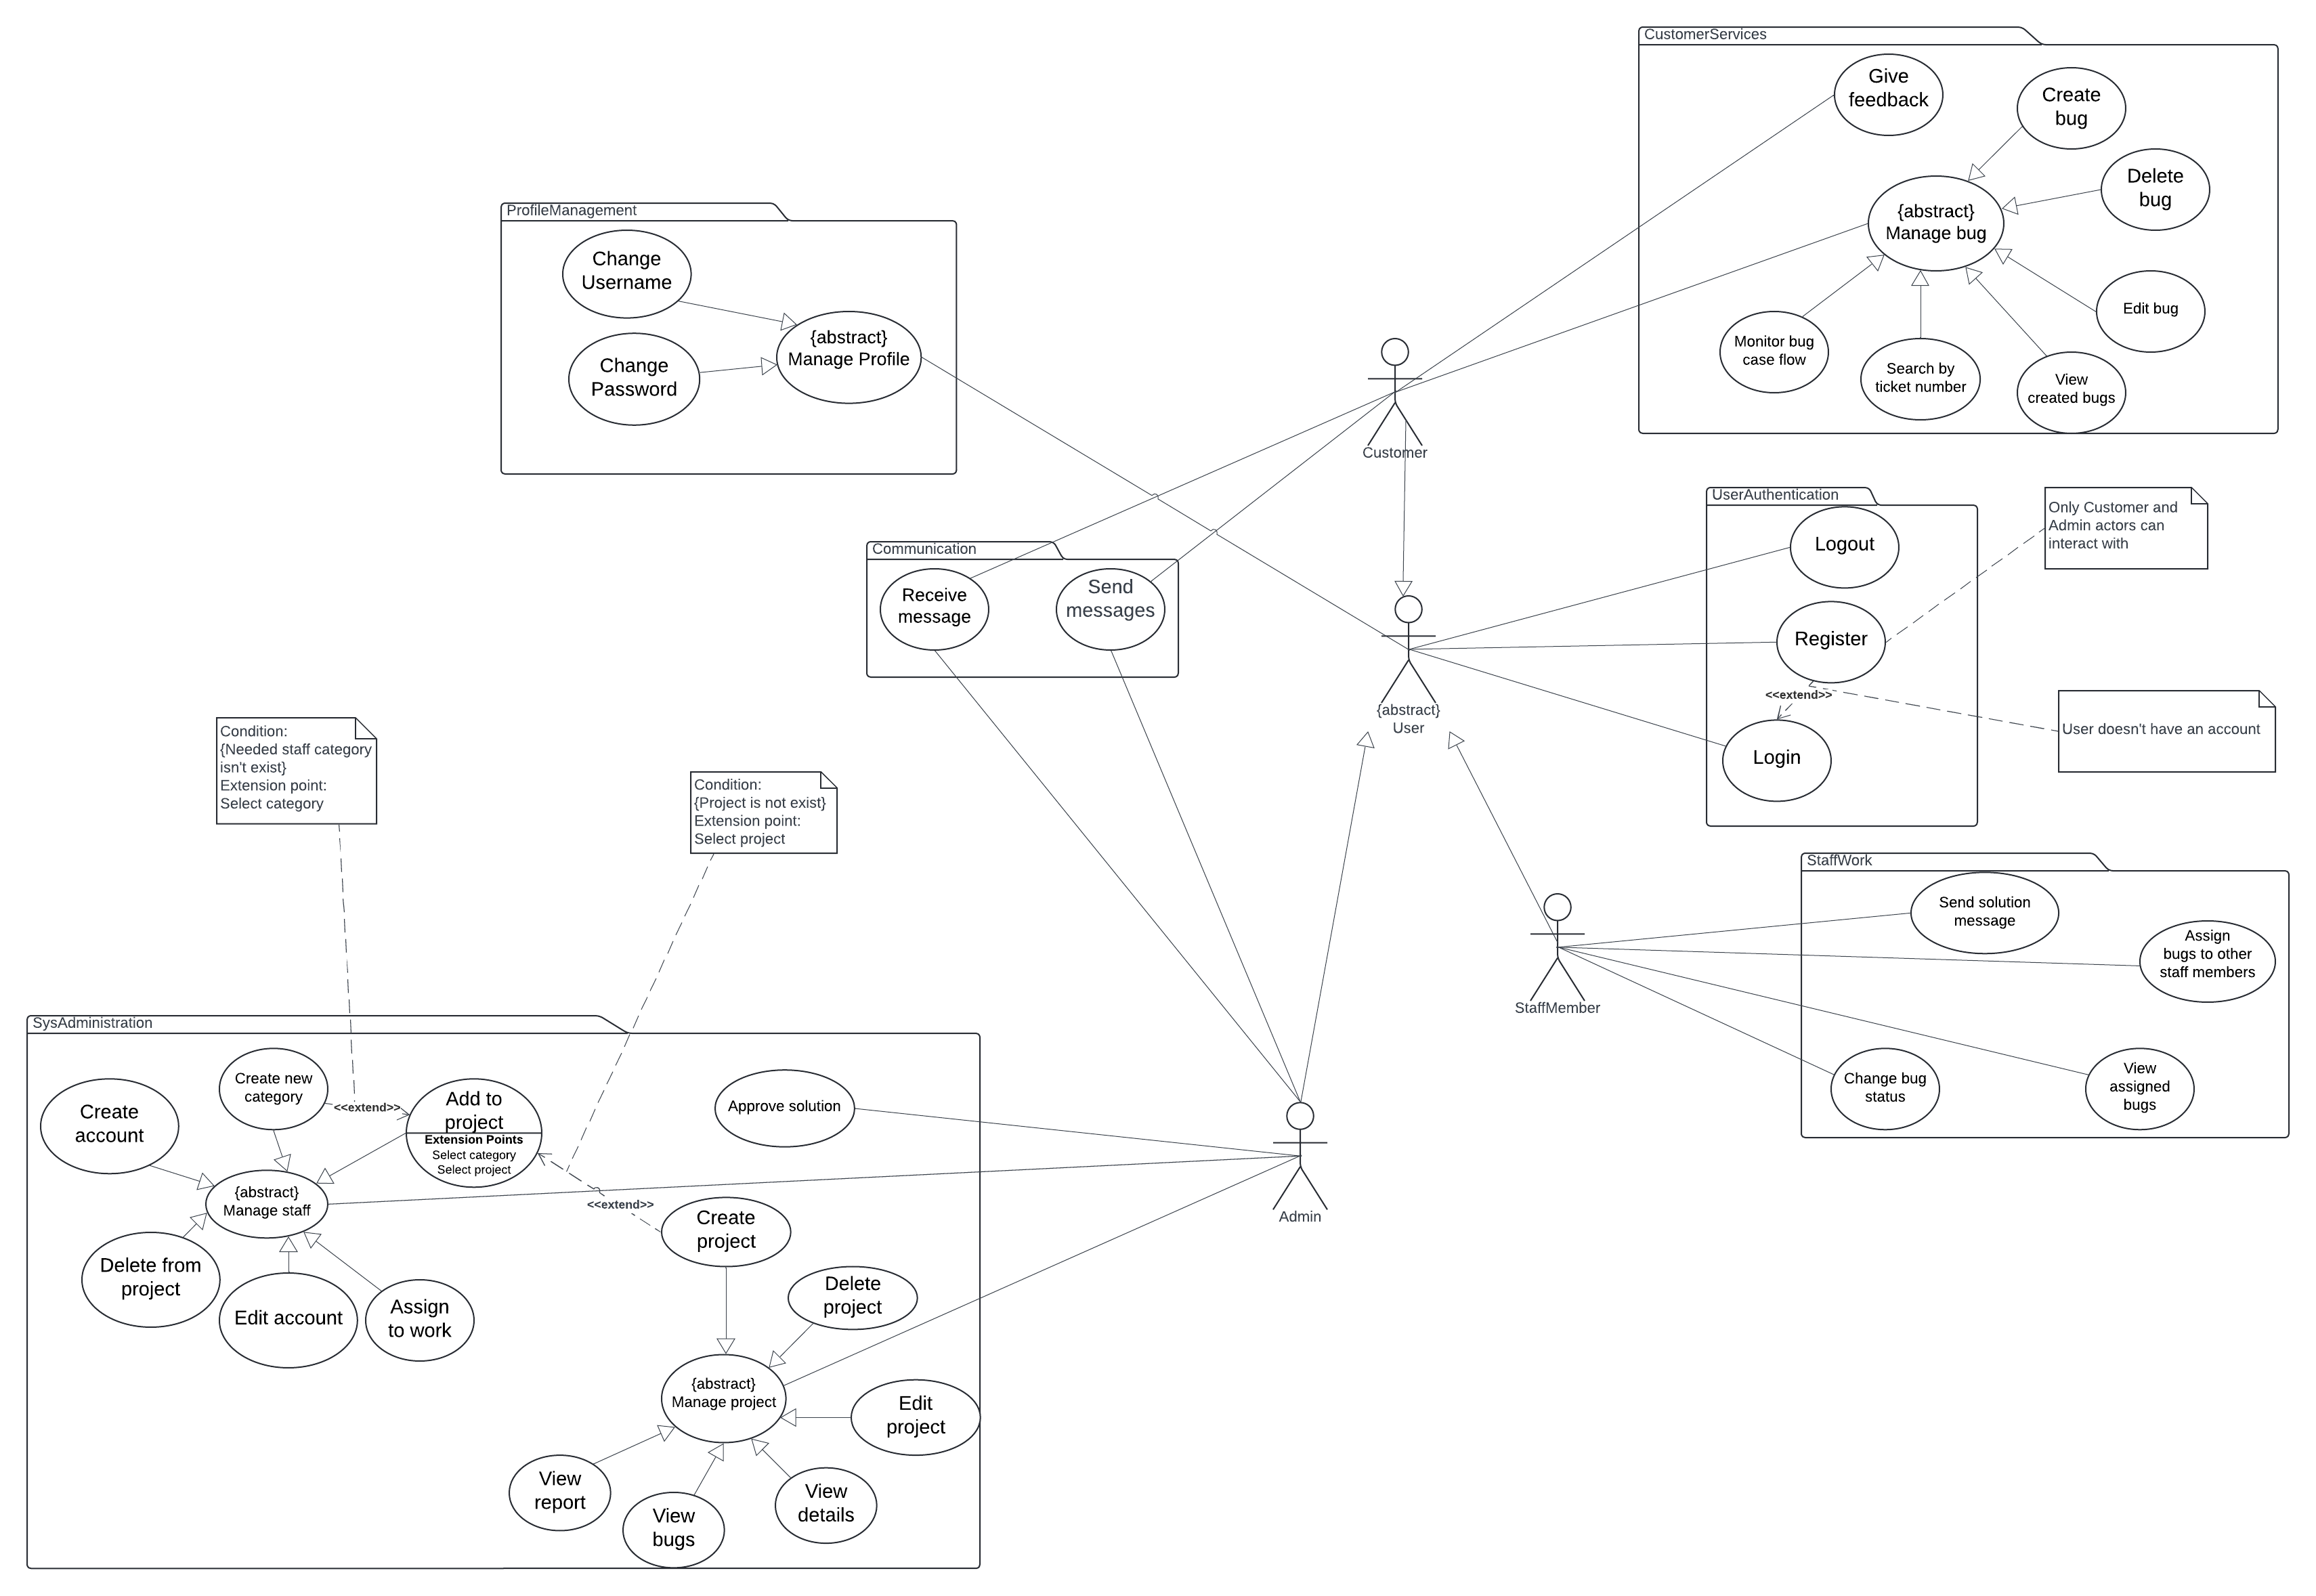 CustomerServices
Give
feedback
Create
bug
Delete
bug
{abstract}
Manage bug
Edit bug
Monitor bug
case flow
Search by
ticket number
View
created bugs
ProfileManagement
Change
Username
{abstract}
Manage Profile
Change
Password
Customer
Communication
Receive
message
Send
messages
UserAuthentication
Logout
Register
<<extend>>
Login
Only Customer and
Admin actors can
interact with
User doesn't have an account
{abstract}
User
Condition:
{Needed staff category
isn't exist}
Extension point:
Select category
Condition:
{Project is not exist}
Extension point:
Select project
StaffWork
Send solution
message
Assign
bugs to other
staff members
Change bug
status
View
assigned
bugs
StaffMember
SysAdministration
Create
account
Create new
category
<<extend>>
Add to
project
Extension Points
Select category
Select project
Approve solution
{abstract}
Manage staff
<<extend>>
Create
project
Delete from
project
Edit account
Assign
to work
Delete
project
{abstract}
Manage project
Edit
project
View
report
View
bugs
View
details
Admin